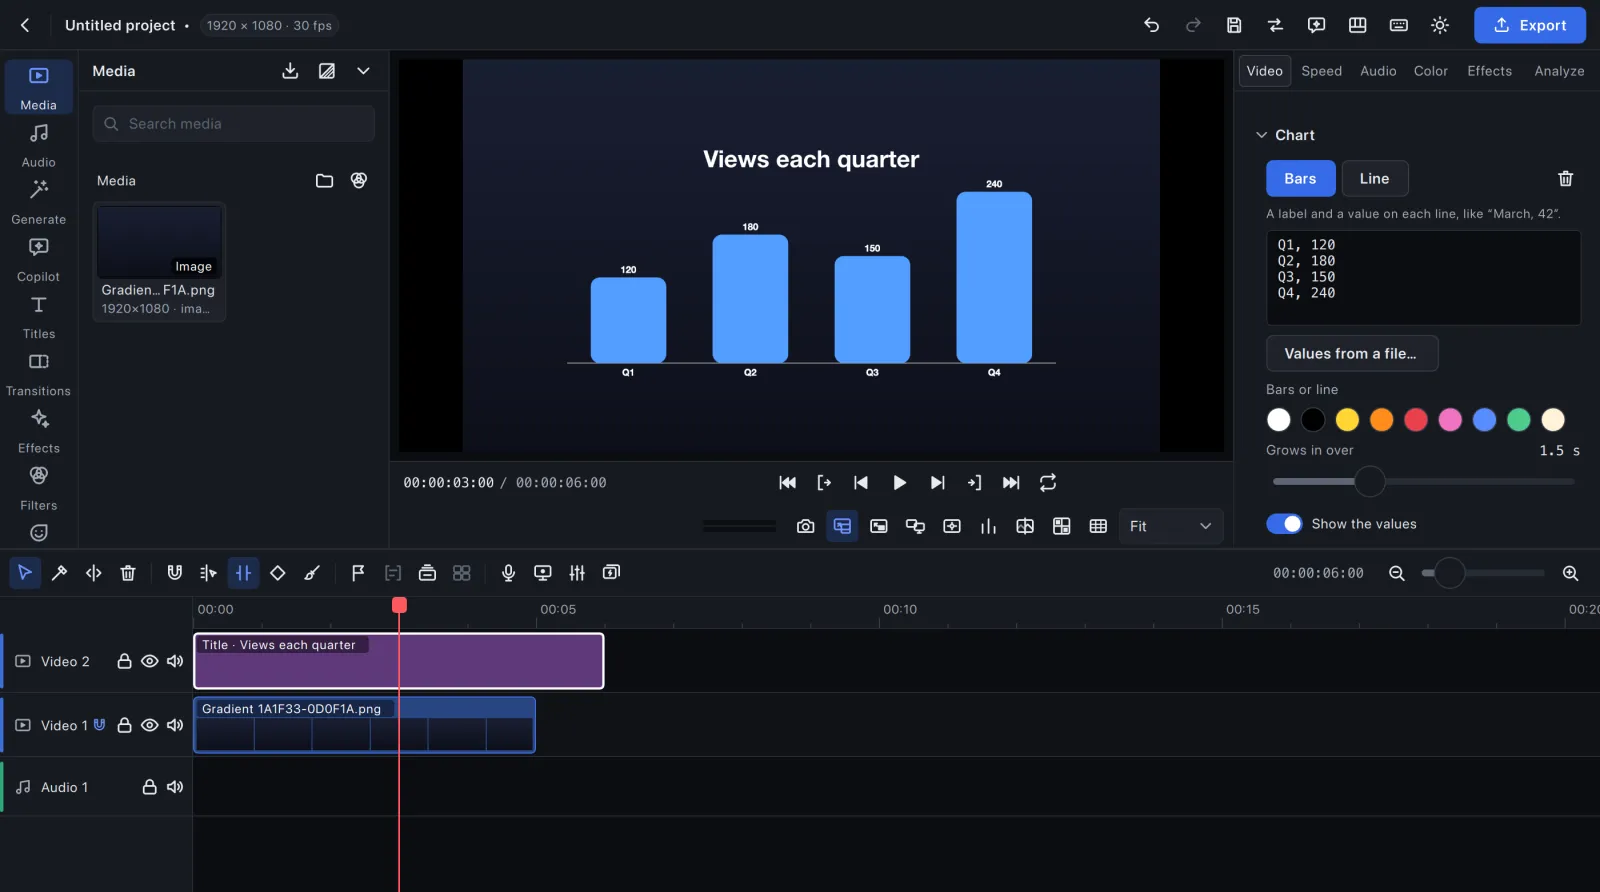 Untitled project •
1920 × 1080 · 30 fps
Export
Media
Audio
Generate
Copilot
Titles
Transitions
Effects
Filters
Media
Search media
Media
Image
Gradien... F1A.png
1920×1080 · ima...
Views each quarter
240
180
150
120
Q1
Q2
Q3
Q4
00:00:03:00 / 00:00:06:00
Fit
Video
Speed
Audio
Color
Effects
Analyze
Chart
Bars
Line
A label and a value on each line, like “March, 42”.
Q1, 120
Q2, 180
Q3, 150
Q4, 240
Values from a file...
Bars or line
Grows in over
1.5 s
Show the values
00:00:06:00
00:00
00:05
00:10
00:15
00:20
Video 2
Title · Views each quarter
Video 1
Gradient 1A1F33-0D0F1A.png
Audio 1